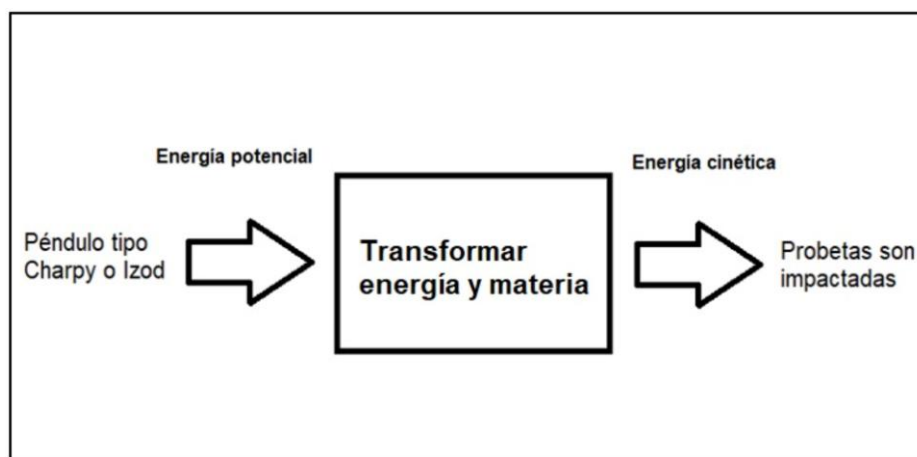 Energía potencial
Energía cinética
Péndulo tipo
Charpy o Izod
Transformar
energía y materia
Probetas son
impactadas